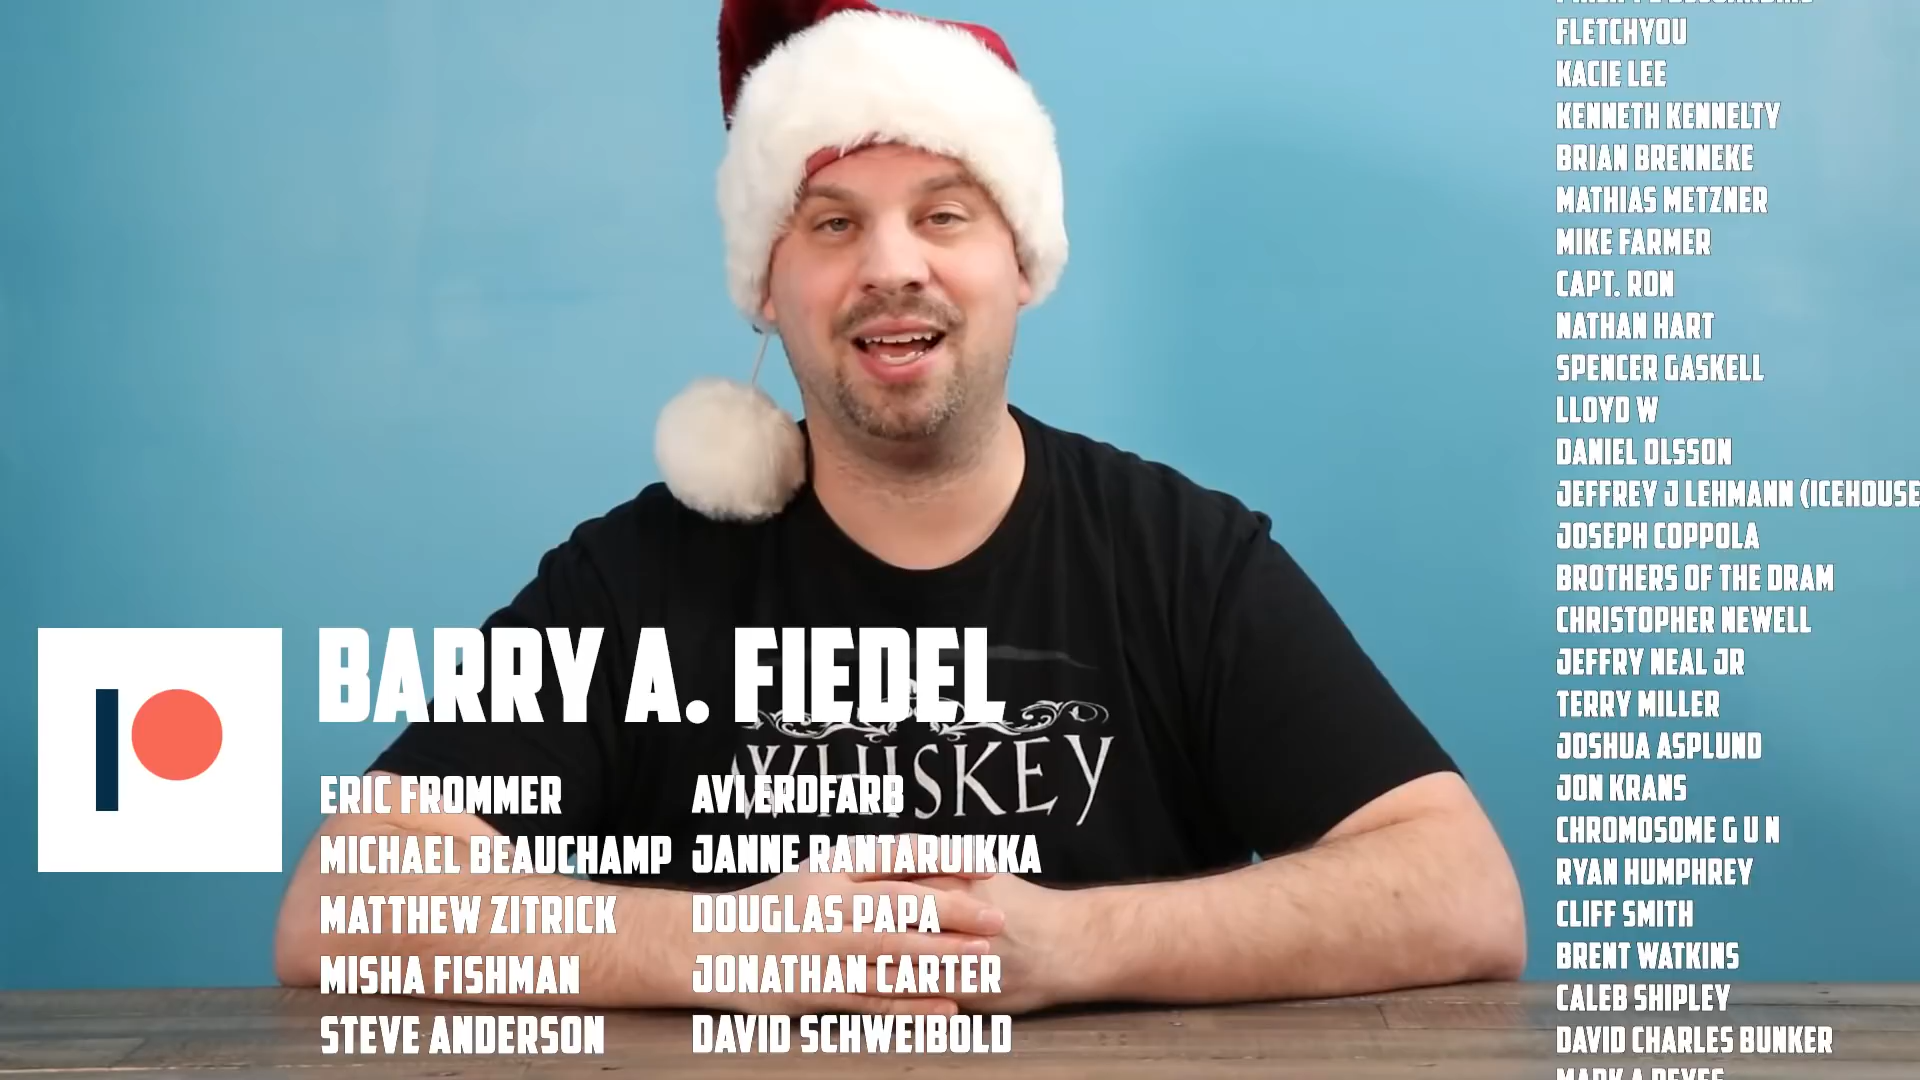 FLETCHYOU
KACIE LEE
KENNETH KENNELTY
BRIAN BRENNEKE
MATHIAS METZNER
MIKE FARMER
CAPT. RON
NATHAN HART
SPENCER GASKELL
LLOYD W
DANIEL OLSSON
JEFFREY J LEHMANN (ICEHOUSE
JOSEPH COPPOLA
BROTHERS OF THE DRAM
CHRISTOPHER NEWELL
JEFFRY NEAL JR
TERRY MILLER
JOSHUA ASPLUND
JON KRANS
CHROMOSOME G U N
RYAN HUMPHREY
CLIFF SMITH
BRENT WATKINS
CALEB SHIPLEY
DAVID CHARLES BUNKER
BARRY A. FIEDEL
WHISKEY
ERIC FROMMER
MICHAEL BEAUCHAMP
MATTHEW ZITRICK
MISHA FISHMAN
STEVE ANDERSON
AVI ERDFARB
JANNE RANTARUIKKA
DOUGLAS PAPA
JONATHAN CARTER
DAVID SCHWEIBOLD